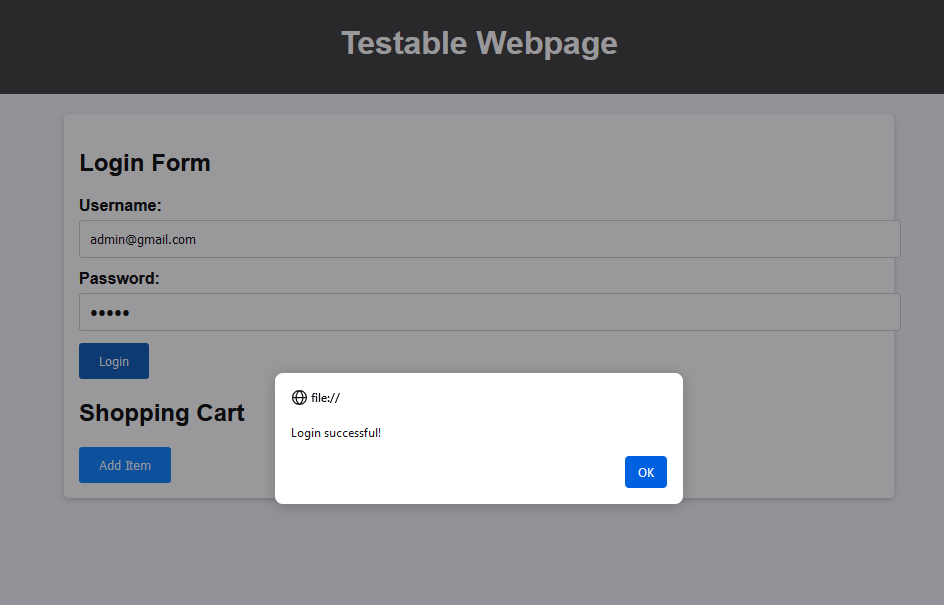 Testable Webpage
Login Form
Username:
admin@gmail.com
Password:
•••••
Login
Shopping Cart
Add Item
file://
Login successful!
OK